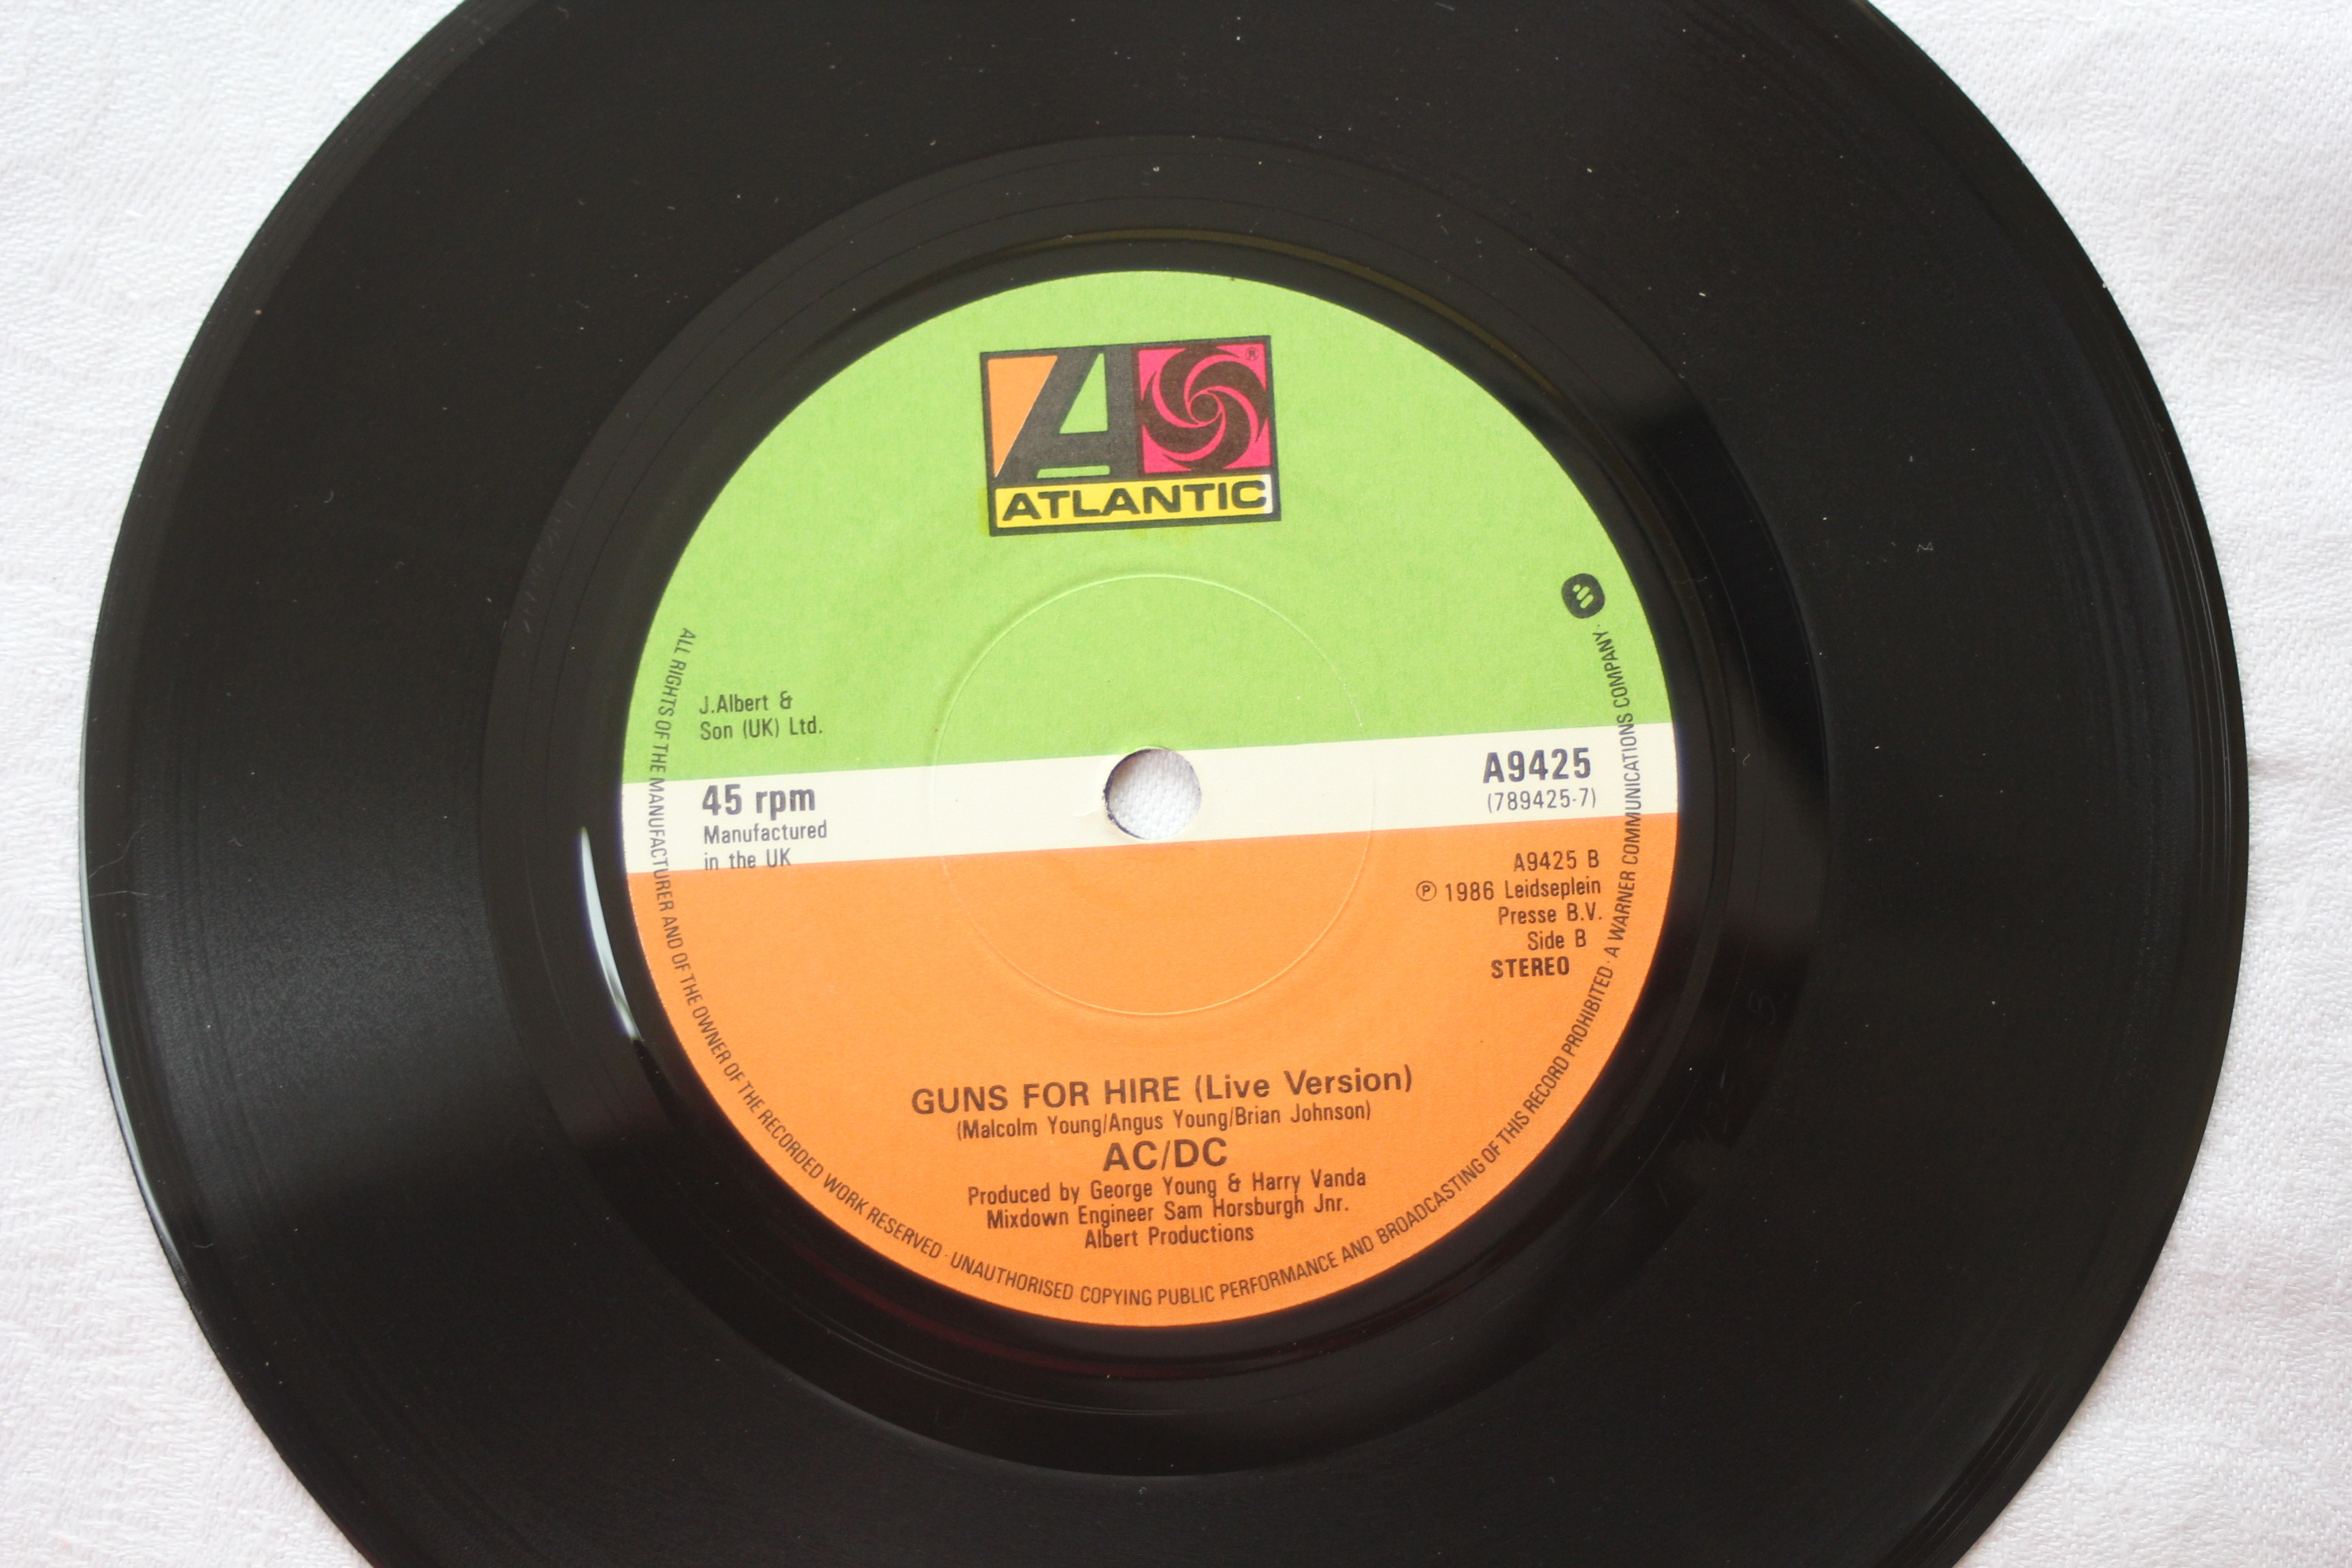 ATLANTIC
®
J.Albert &
Son (UK) Ltd.
45 rpm
Manufactured
in the UK
A9425
(789425-7)
A9425 B
℗ 1986 Leidseplein
Presse B.V.
Side B
STEREO
GUNS FOR HIRE (Live Version)
(Malcolm Young/Angus Young/Brian Johnson)
AC/DC
Produced by George Young & Harry Vanda
Mixdown Engineer Sam Horsburgh Jnr.
Albert Productions
ALL RIGHTS OF THE MANUFACTURER AND OF THE OWNER OF THE RECORDED WORK RESERVED · UNAUTHORISED COPYING PUBLIC PERFORMANCE AND BROADCASTING OF THIS RECORD PROHIBITED · A WARNER COMMUNICATIONS COMPANY ·